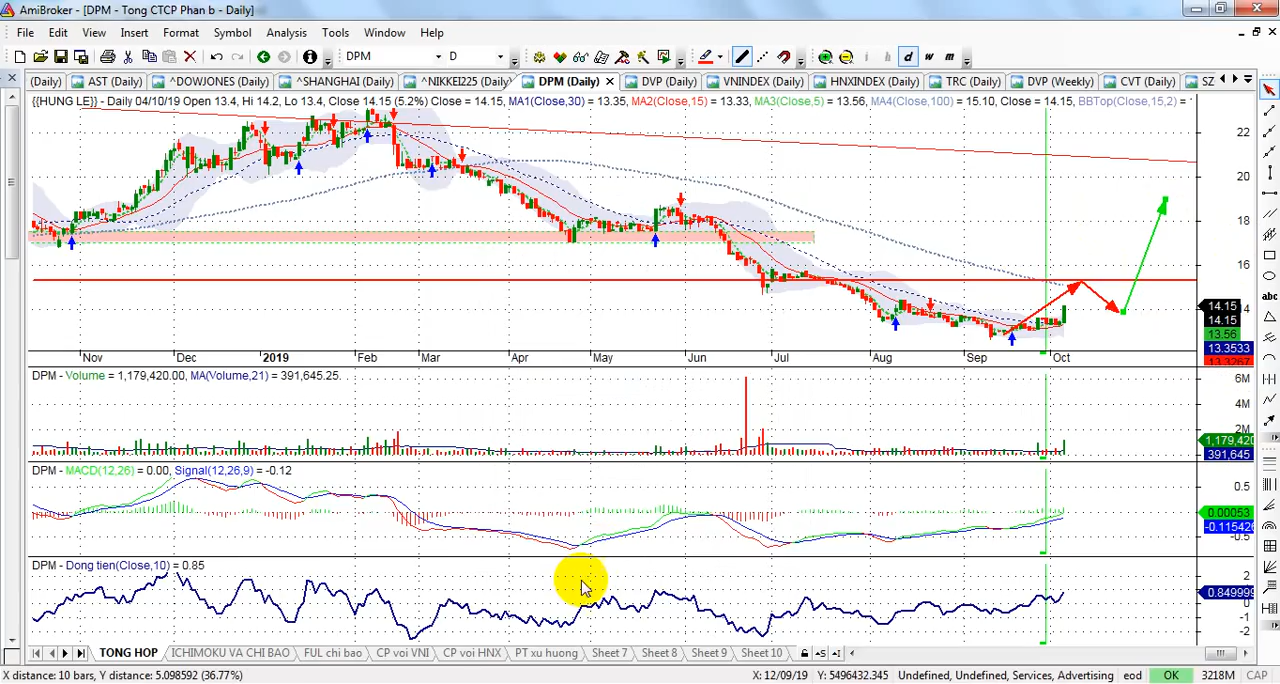 AmiBroker - [DPM - Tong CTCP Phan b - Daily]
File Edit View Insert Format Symbol Analysis Tools Window Help
DPM D i h d w m
(Daily) AST (Daily) ^DOWJONES (Daily) ^SHANGHAI (Daily) ^NIKKEI225 (Daily) DPM (Daily) DVP (Daily) VNINDEX (Daily) HNXINDEX (Daily) TRC (Daily) DVP (Weekly) CVT (Daily) SZ
{{HUNG LE}} - Daily 04/10/19 Open 13.4, Hi 14.2, Lo 13.4, Close 14.15 (5.2%) Close = 14.15, MA1(Close,30) = 13.35, MA2(Close,15) = 13.33, MA3(Close,5) = 13.56, MA4(Close,100) = 15.10, Close = 14.15, BBTop(Close,15,2) =
22
20
18
16
14
14.15
14.15
13.56
13.3533
13.3267
Nov Dec 2019 Feb Mar Apr May Jun Jul Aug Sep Oct
abc
DPM - Volume = 1,179,420.00, MA(Volume,21) = 391,645.25
6M
4M
2M
1,179,420
391,645
DPM - MACD(12,26) = 0.00, Signal(12,26,9) = -0.12
0.5
0.00053
-0.115426
-0.5
DPM - Dong tien(Close,10) = 0.85
2
0.849999
0
-1
-2
TONG HOP ICHIMOKU VA CHI BAO FUL chi bao CP voi VNI CP voi HNX PT xu huong Sheet 7 Sheet 8 Sheet 9 Sheet 10
X distance: 10 bars, Y distance: 5.098592 (36.77%) X: 12/09/19 Y: 5496432.345 Undefined, Undefined, Services, Advertising eod OK 3218M CAP